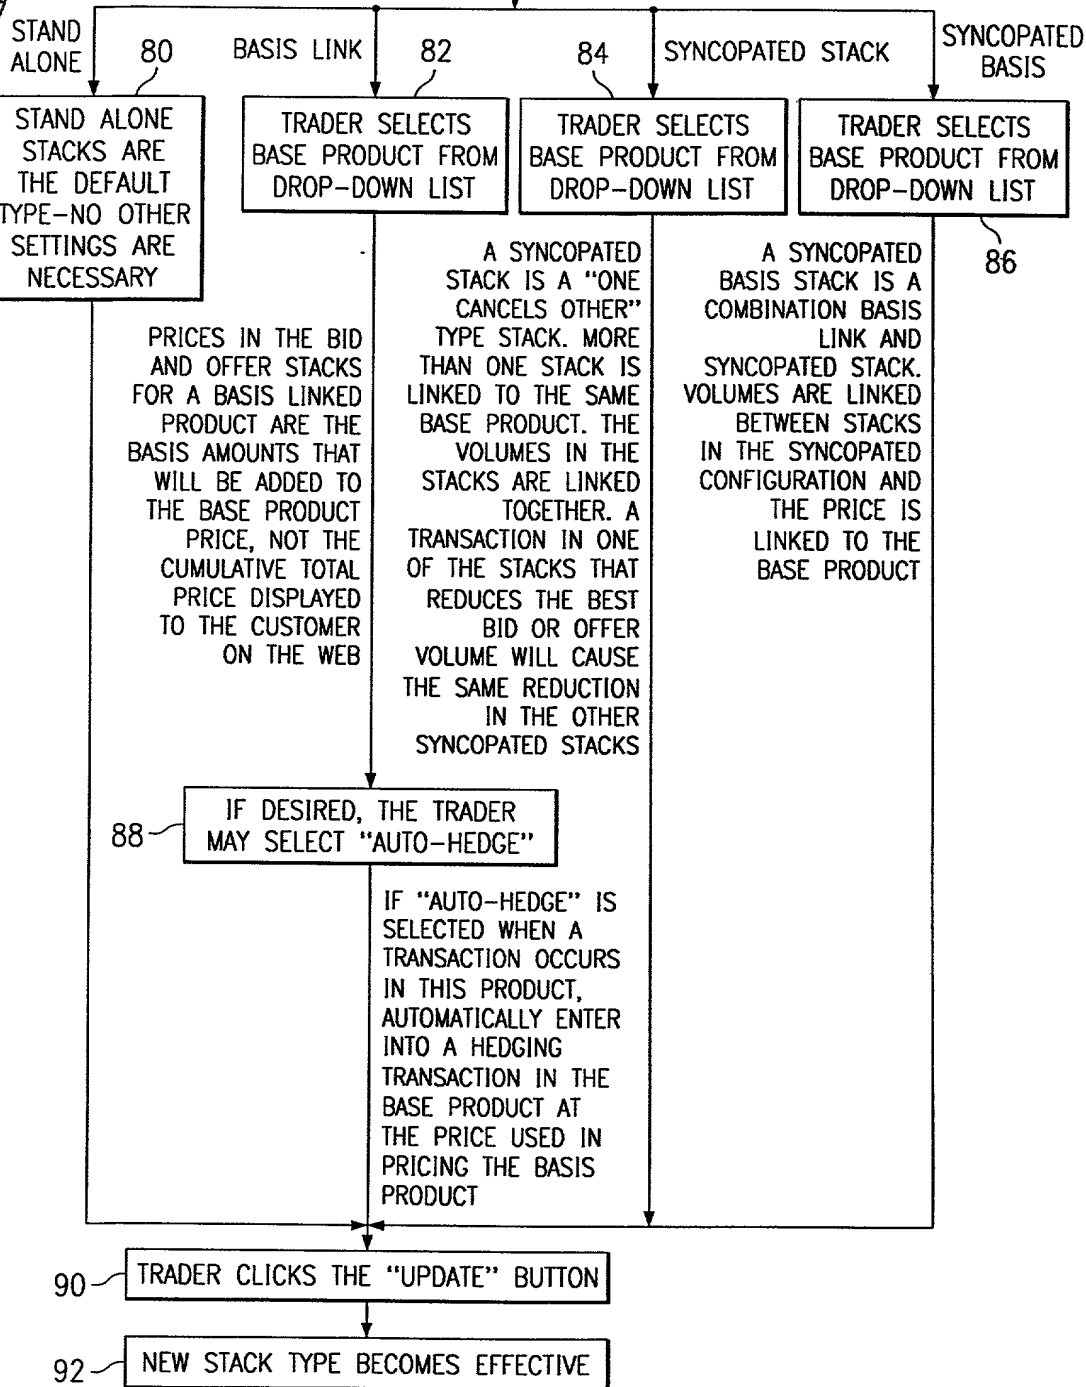 STAND
ALONE
80
BASIS LINK
82
84
SYNCOPATED STACK
SYNCOPATED
BASIS
STAND ALONE
STACKS ARE
THE DEFAULT
TYPE-NO OTHER
SETTINGS ARE
NECESSARY
TRADER SELECTS
BASE PRODUCT FROM
DROP-DOWN LIST
TRADER SELECTS
BASE PRODUCT FROM
DROP-DOWN LIST
TRADER SELECTS
BASE PRODUCT FROM
DROP-DOWN LIST
86
PRICES IN THE BID
AND OFFER STACKS
FOR A BASIS LINKED
PRODUCT ARE THE
BASIS AMOUNTS THAT
WILL BE ADDED TO
THE BASE PRODUCT
PRICE, NOT THE
CUMULATIVE TOTAL
PRICE DISPLAYED
TO THE CUSTOMER
ON THE WEB
A SYNCOPATED
STACK IS A "ONE
CANCELS OTHER"
TYPE STACK. MORE
THAN ONE STACK IS
LINKED TO THE SAME
BASE PRODUCT. THE
VOLUMES IN THE
STACKS ARE LINKED
TOGETHER. A
TRANSACTION IN ONE
OF THE STACKS THAT
REDUCES THE BEST
BID OR OFFER
VOLUME WILL CAUSE
THE SAME REDUCTION
IN THE OTHER
SYNCOPATED STACKS
A SYNCOPATED
BASIS STACK IS A
COMBINATION BASIS
LINK AND
SYNCOPATED STACK.
VOLUMES ARE LINKED
BETWEEN STACKS
IN THE SYNCOPATED
CONFIGURATION AND
THE PRICE IS
LINKED TO THE
BASE PRODUCT
88
IF DESIRED, THE TRADER
MAY SELECT "AUTO-HEDGE"
IF "AUTO-HEDGE" IS
SELECTED WHEN A
TRANSACTION OCCURS
IN THIS PRODUCT,
AUTOMATICALLY ENTER
INTO A HEDGING
TRANSACTION IN THE
BASE PRODUCT AT
THE PRICE USED IN
PRICING THE BASIS
PRODUCT
90
TRADER CLICKS THE "UPDATE" BUTTON
92
NEW STACK TYPE BECOMES EFFECTIVE